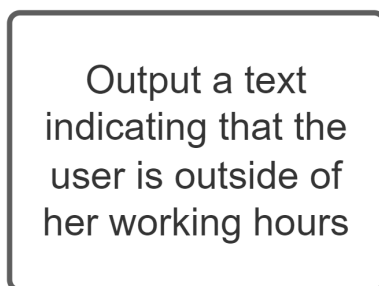 Output a text
indicating that the
user is outside of
her working hours